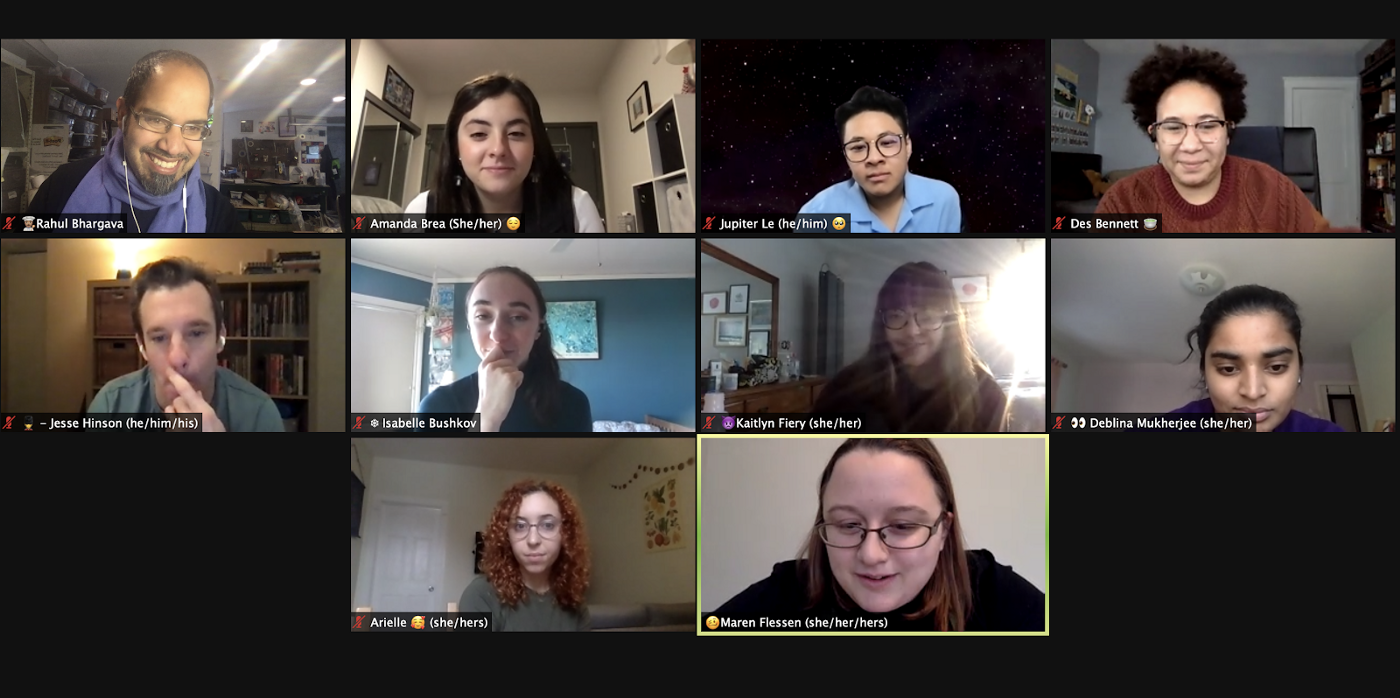 Rahul Bhargava
Amanda Brea (She/her) 😔
Jupiter Le (he/him) 🥺
Des Bennett 🍵
– Jesse Hinson (he/him/his)
❄ Isabelle Bushkov
😈Kaitlyn Fiery (she/her)
👀 Deblina Mukherjee (she/her)
Arielle 🥰 (she/hers)
🤒Maren Flessen (she/her/hers)